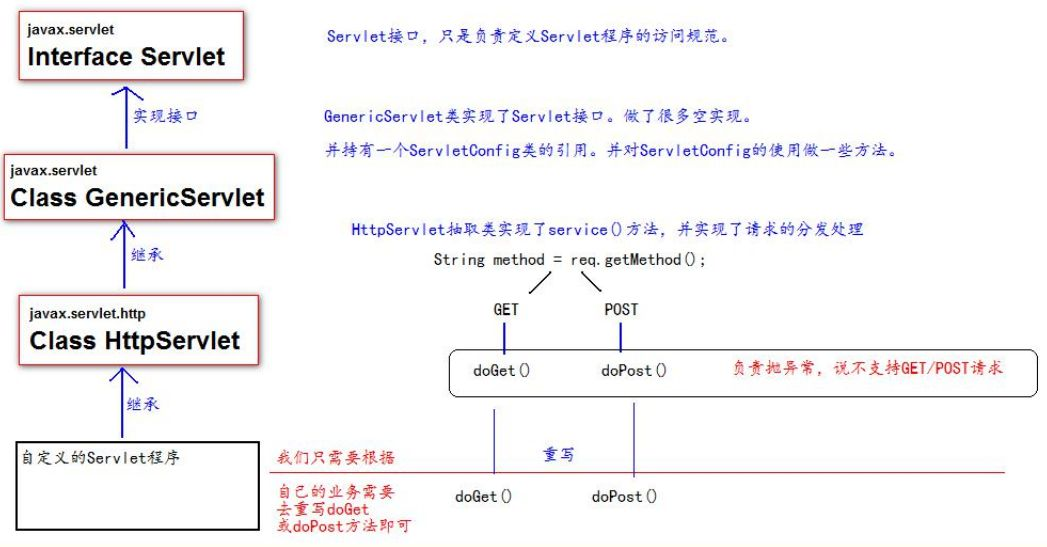 javax.servlet
Interface Servlet
Servlet接口，只是负责定义Servlet程序的访问规范。
实现接口
GenericServlet类实现了Servlet接口。做了很多空实现。
并持有一个ServletConfig类的引用。并对ServletConfig的使用做一些方法。
javax.servlet
Class GenericServlet
继承
HttpServlet抽取类实现了service()方法，并实现了请求的分发处理
String method = req.getMethod();
GET
POST
javax.servlet.http
Class HttpServlet
doGet()
doPost()
负责抛异常，说不支持GET/POST请求
继承
重写
自定义的Servlet程序
我们只需要根据
自己的业务需要
去重写doGet
或doPost方法即可
doGet()
doPost()